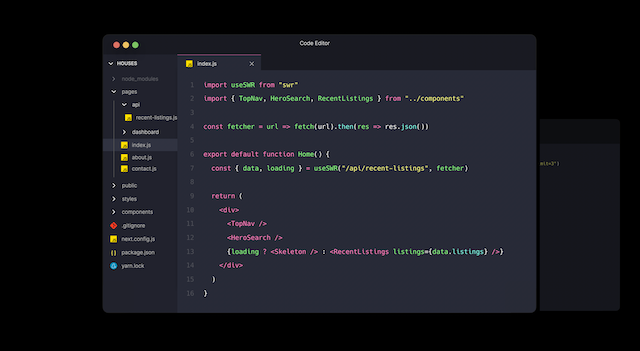 Code Editor
HOUSES
node_modules
pages
api
recent-listings.js
dashboard
index.js
about.js
contact.js
public
styles
components
.gitignore
next.config.js
package.json
yarn.lock
index.js
1 import useSWR from "swr"
2 import { TopNav, HeroSearch, RecentListings } from "../components"
3
4 const fetcher = url => fetch(url).then(res => res.json())
5
6 export default function Home() {
7 const { data, loading } = useSWR("/api/recent-listings", fetcher)
8
9 return (
10 <div>
11 <TopNav />
12 <HeroSearch />
13 {loading ? <Skeleton /> : <RecentListings listings={data.listings} />}
14 </div>
15 )
16 }